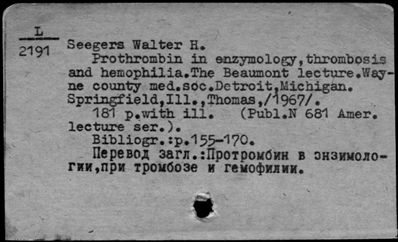 L
2191
Seegers Walter H.
Prothrombin in enzymology,thrombosis
and hemophilia.The Beaumont lecture.Way-
ne county med.soc.Detroit,Michigan.
Springfield,Ill.,Thomas,/1967/.
181 p.with ill. (Publ.N 681 Amer.
lecture ser.).
Bibliogr.:p.155-170.
Перевод загл.:Протромбин в энзимоло-
гии,при тромбозе и гемофилии.